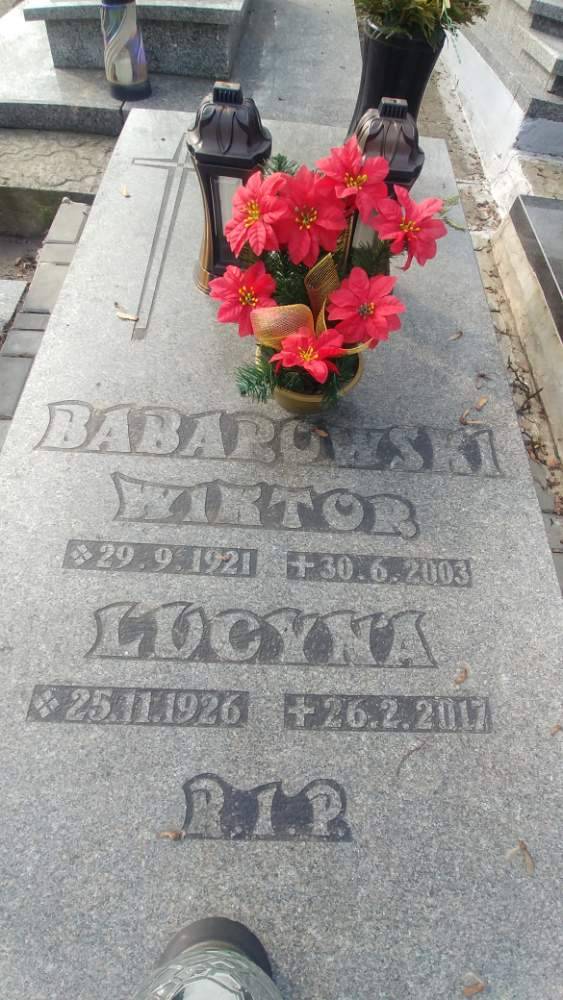 BABAROWSKI
WIKTOR
29.9.1921 30.6.2003
LUCYNA
25.11.1926 26.2.2017
R.I.P.